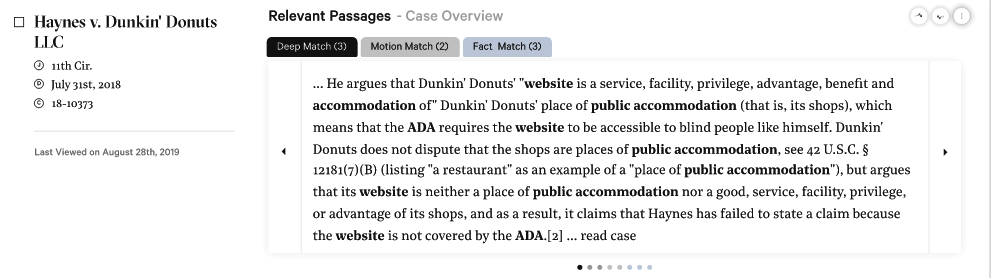 Haynes v. Dunkin' Donuts
LLC
11th Cir.
July 31st, 2018
18-10373
Last Viewed on August 28th, 2019
Relevant Passages - Case Overview
Deep Match (3) Motion Match (2) Fact Match (3)
... He argues that Dunkin' Donuts' "website is a service, facility, privilege, advantage, benefit and
accommodation of" Dunkin' Donuts' place of public accommodation (that is, its shops), which
means that the ADA requires the website to be accessible to blind people like himself. Dunkin'
Donuts does not dispute that the shops are places of public accommodation, see 42 U.S.C. §
12181(7)(B) (listing "a restaurant" as an example of a "place of public accommodation"), but argues
that its website is neither a place of public accommodation nor a good, service, facility, privilege,
or advantage of its shops, and as a result, it claims that Haynes has failed to state a claim because
the website is not covered by the ADA.[2] ... read case